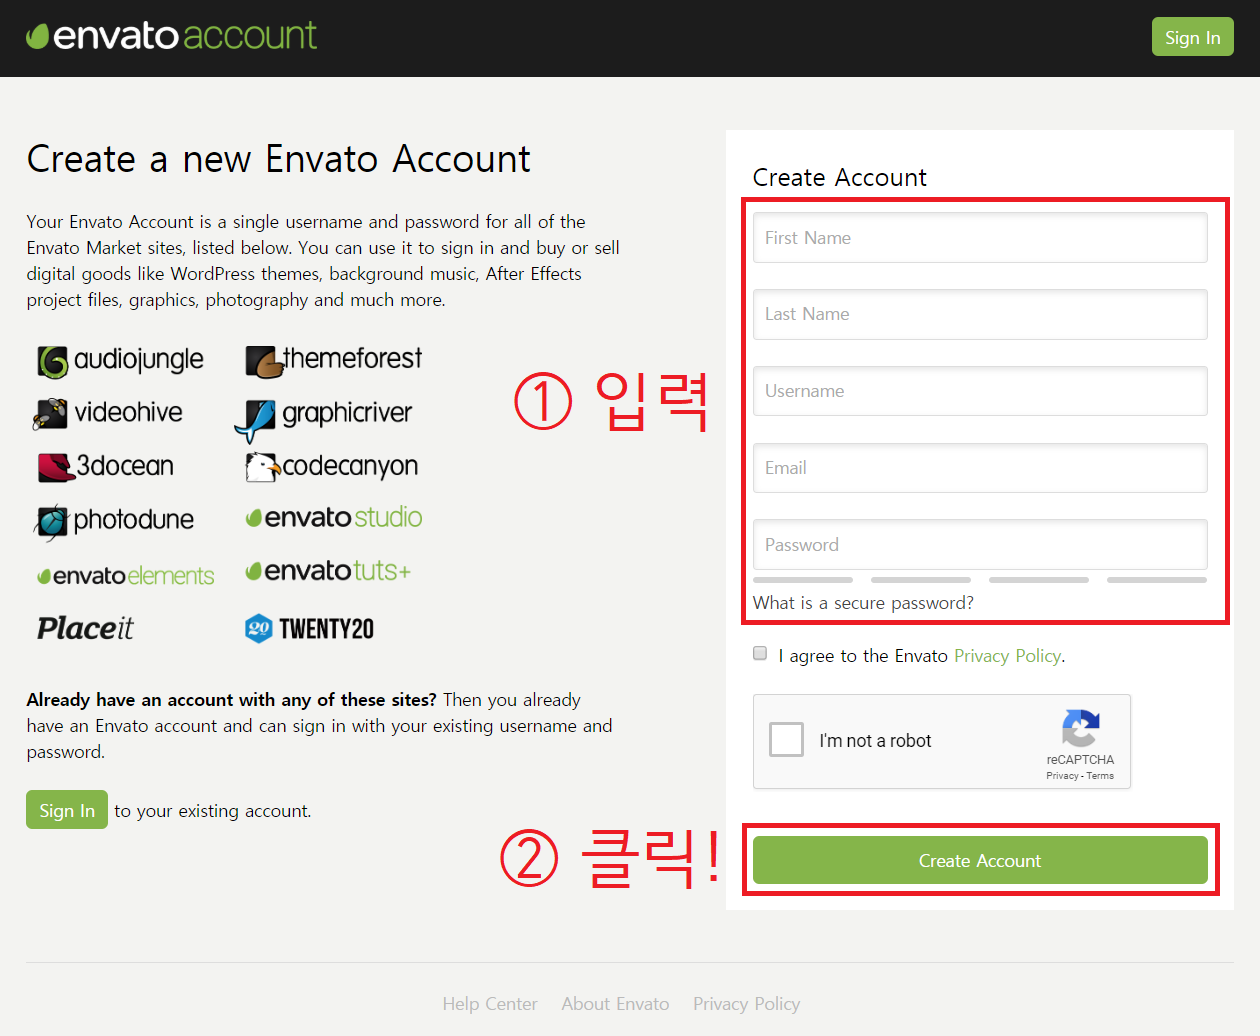 envato account
Sign In
Create a new Envato Account
Your Envato Account is a single username and password for all of the
Envato Market sites, listed below. You can use it to sign in and buy or sell
digital goods like WordPress themes, background music, After Effects
project files, graphics, photography and much more.
audiojungle themeforest
videohive graphicriver
3docean codecanyon
photodune envato studio
envato elements envato tuts+
Placeit 20 TWENTY20
Already have an account with any of these sites? Then you already
have an Envato account and can sign in with your existing username and
password.
Sign In to your existing account.
① 입력
② 클릭!
Create Account
First Name
Last Name
Username
Email
Password
What is a secure password?
I agree to the Envato Privacy Policy.
I'm not a robot
reCAPTCHA
Privacy - Terms
Create Account
Help Center About Envato Privacy Policy